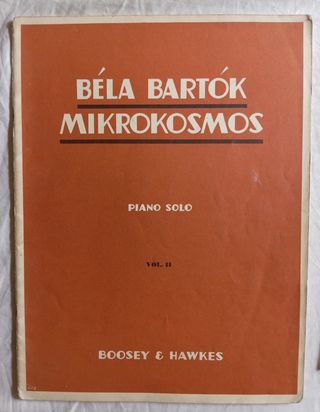 BÉLA BARTÓK
MIKROKOSMOS
PIANO SOLO
VOL. II
BOOSEY & HAWKES